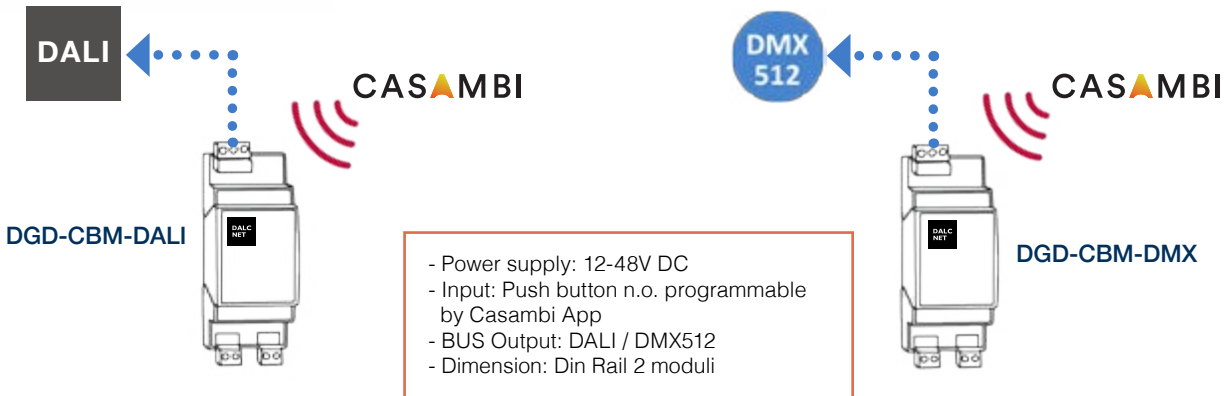 DALI
CASAMBI
DALC
NET
DGD-CBM-DALI
- Power supply: 12-48V DC
- Input: Push button n.o. programmable
by Casambi App
- BUS Output: DALI / DMX512
- Dimension: Din Rail 2 moduli
DMX
512
CASAMBI
DALC
NET
DGD-CBM-DMX